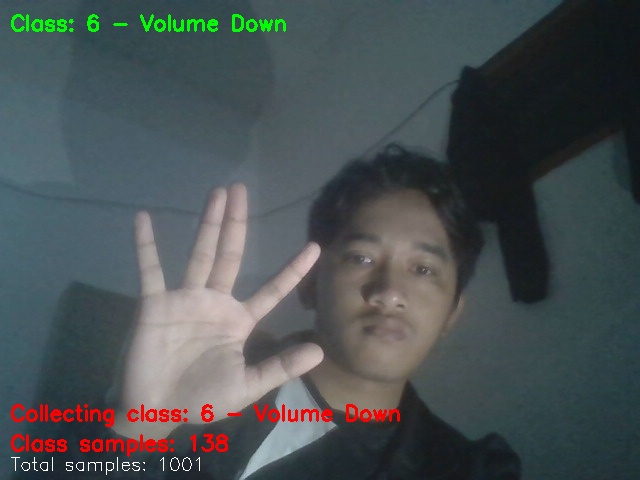 Class: 6 - Volume Down
Collecting class: 6 - Volume Down
Class samples: 138
Total samples: 1001